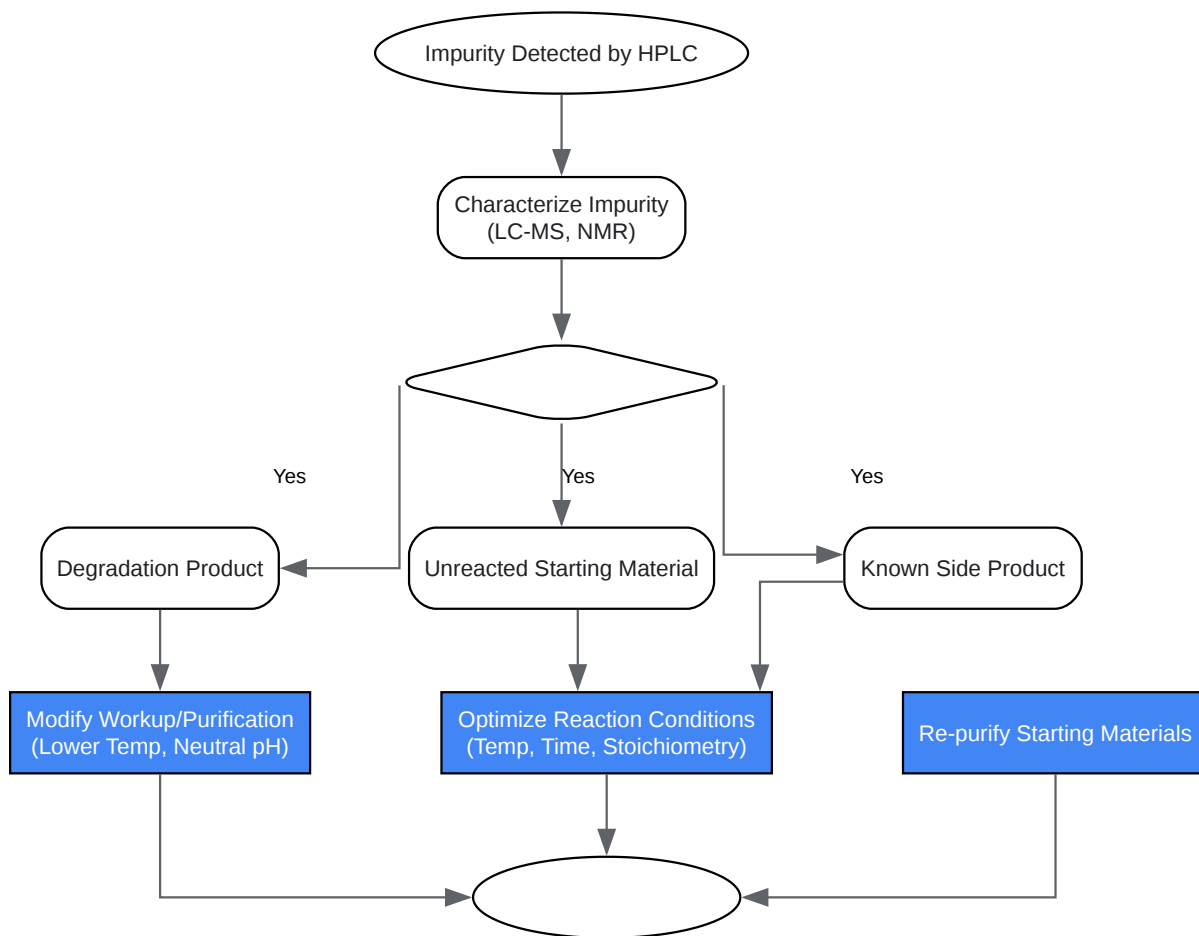 Impurity Detected by HPLC
Characterize Impurity
(LC-MS, NMR)
Yes
Yes
Yes
Degradation Product
Unreacted Starting Material
Known Side Product
Modify Workup/Purification
(Lower Temp, Neutral pH)
Optimize Reaction Conditions
(Temp, Time, Stoichiometry)
Re-purify Starting Materials